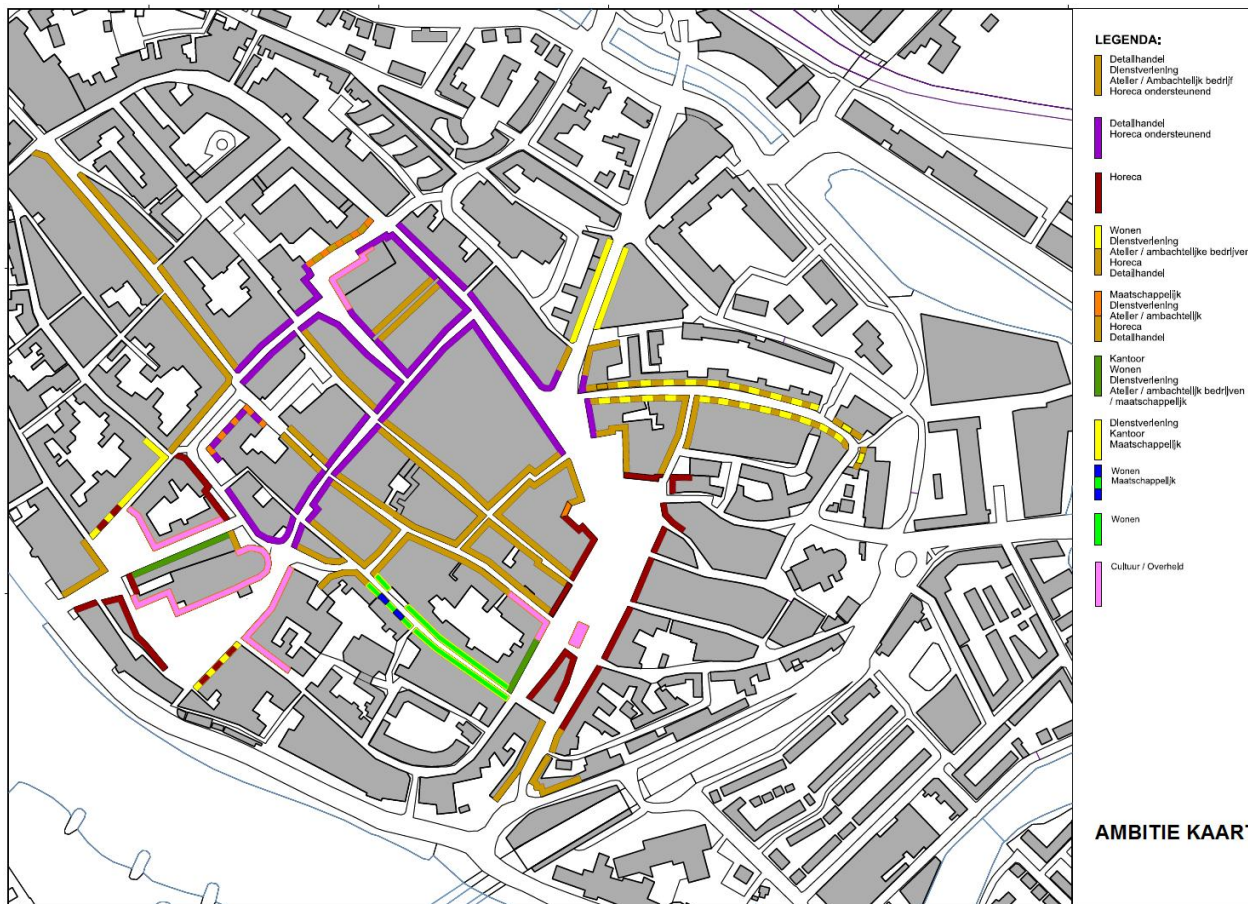 LEGENDA:
Detailhandel
Dienstverlening
Atelier / Ambachtelijk bedrijf
Horeca ondersteunend
Detailhandel
Horeca ondersteunend
Horeca
Wonen
Dienstverlening
Atelier / ambachtelijke bedrijven
Horeca
Detailhandel
Maatschappelijk
Dienstverlening
Atelier / ambachtelijk
Horeca
Detailhandel
Kantoor
Wonen
Dienstverlening
Atelier / ambachtelijk bedrijven
/ maatschappelijk
Dienstverlening
Kantoor
Maatschappelijk
Wonen
Maatschappelijk
Wonen
Cultuur / Overheid
AMBITIE KAART